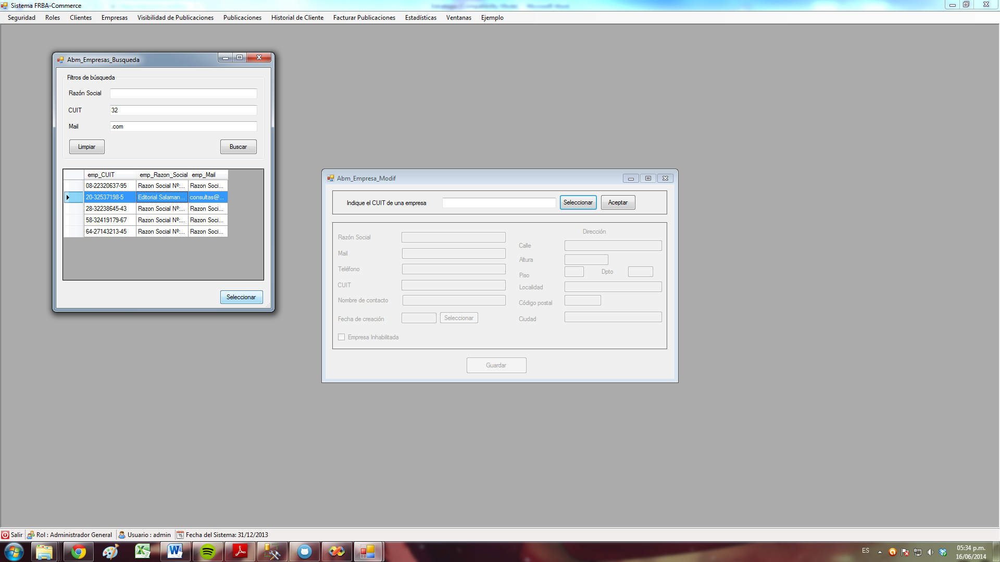 Sistema FRBA-Commerce
Seguridad Roles Clientes Empresas Visibilidad de Publicaciones Publicaciones Historial de Cliente Facturar Publicaciones Estadísticas Ventanas Ejemplo
Abm_Empresas_Busqueda
Filtros de búsqueda
Razón Social
CUIT 32
Mail .com
Limpiar Buscar
emp_CUIT emp_Razon_Social emp_Mail
08-22320637-95 Razon Social Nº:... Razon Soci...
20-32537198-5 Editorial Salaman... consultas@...
28-32238645-43 Razon Social Nº:... Razon Soci...
58-32419179-67 Razon Social Nº:... Razon Soci...
64-27143213-45 Razon Social Nº:... Razon Soci...
Seleccionar
Abm_Empresa_Modif
Indique el CUIT de una empresa Seleccionar Aceptar
Dirección
Razón Social
Calle
Mail
Altura
Teléfono
Piso Dpto
CUIT
Localidad
Nombre de contacto
Código postal
Fecha de creación Seleccionar
Ciudad
Empresa Inhabilitada
Guardar
Salir Rol : Administrador General Usuario : admin Fecha del Sistema: 31/12/2013
ES
05:34 p.m.
16/06/2014